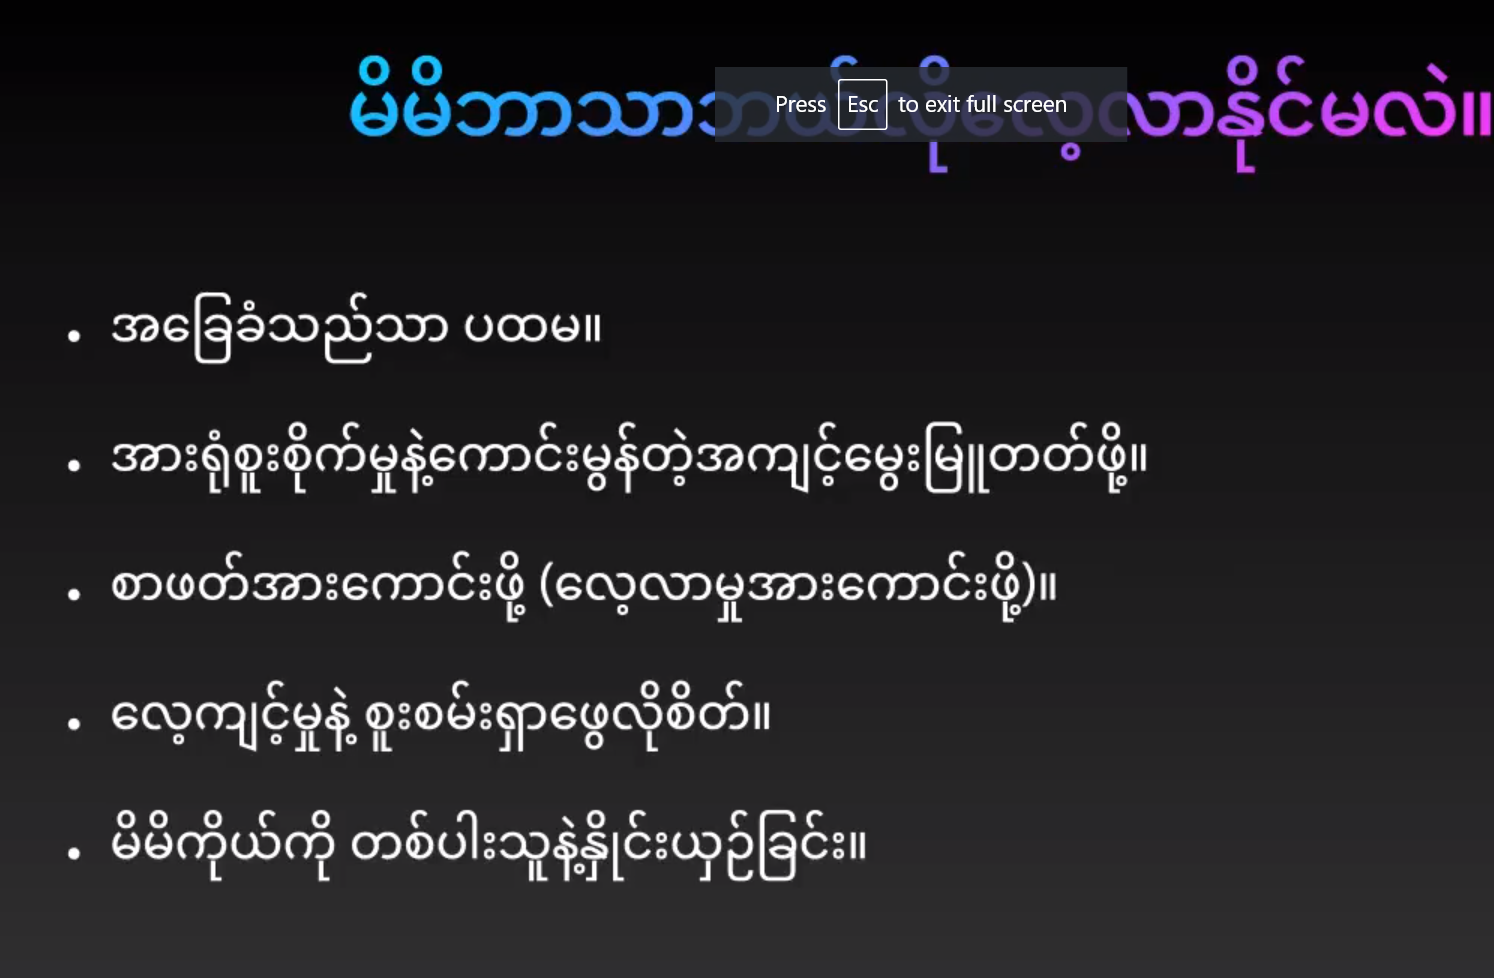 မိမိဘာသာဘယ်လိုလေ့လာနိုင်မလဲ။
Press Esc to exit full screen
• အခြေခံသည်သာ ပထမ။
• အားရုံစူးစိုက်မှုနဲ့ကောင်းမွန်တဲ့အကျင့်မွေးမြူတတ်ဖို့။
• စာဖတ်အားကောင်းဖို့ (လေ့လာမှုအားကောင်းဖို့)။
• လေ့ကျင့်မှုနဲ့ စူးစမ်းရှာဖွေလိုစိတ်။
• မိမိကိုယ်ကို တစ်ပါးသူနဲ့နှိုင်းယှဉ်ခြင်း။